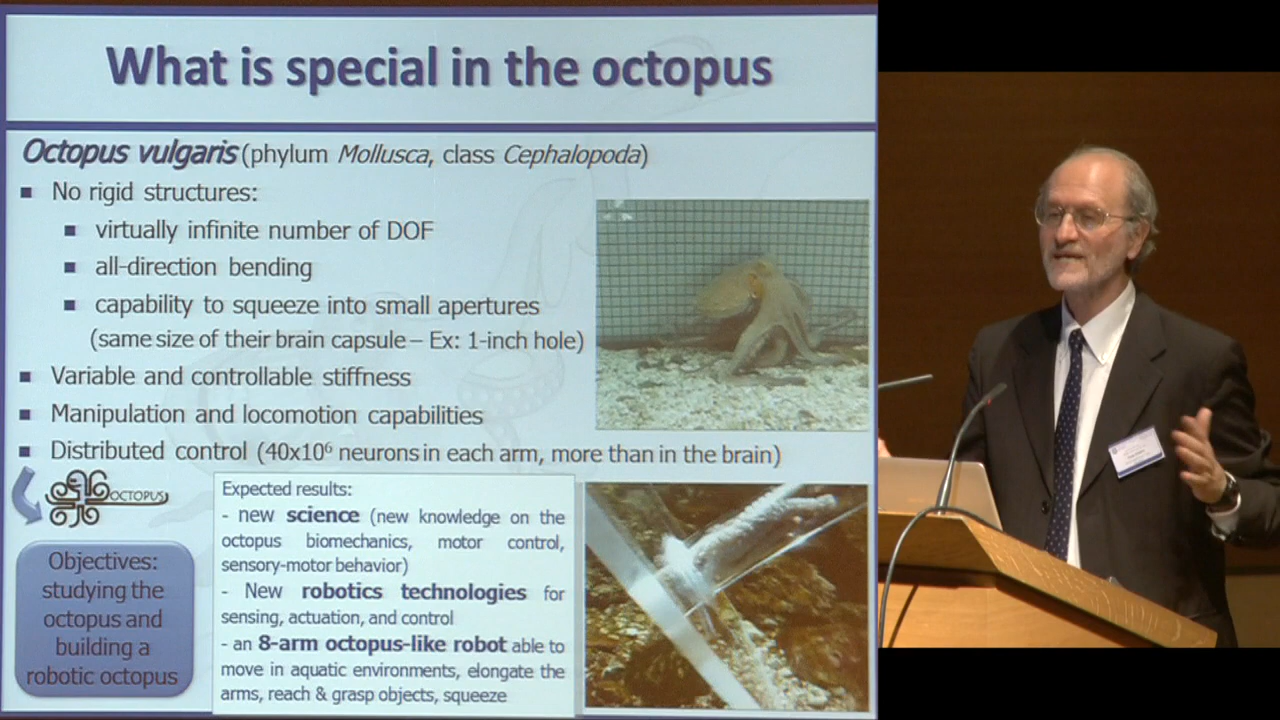 What is special in the octopus
Octopus vulgaris (phylum Mollusca, class Cephalopoda)
No rigid structures:
virtually infinite number of DOF
all-direction bending
capability to squeeze into small apertures
(same size of their brain capsule – Ex: 1-inch hole)
Variable and controllable stiffness
Manipulation and locomotion capabilities
Distributed control (40x10⁶ neurons in each arm, more than in the brain)
OCTOPUS
Objectives:
studying the
octopus and
building a
robotic octopus
Expected results:
- new science (new knowledge on the
octopus biomechanics, motor control,
sensory-motor behavior)
- New robotics technologies for
sensing, actuation, and control
- an 8-arm octopus-like robot able to
move in aquatic environments, elongate the
arms, reach & grasp objects, squeeze